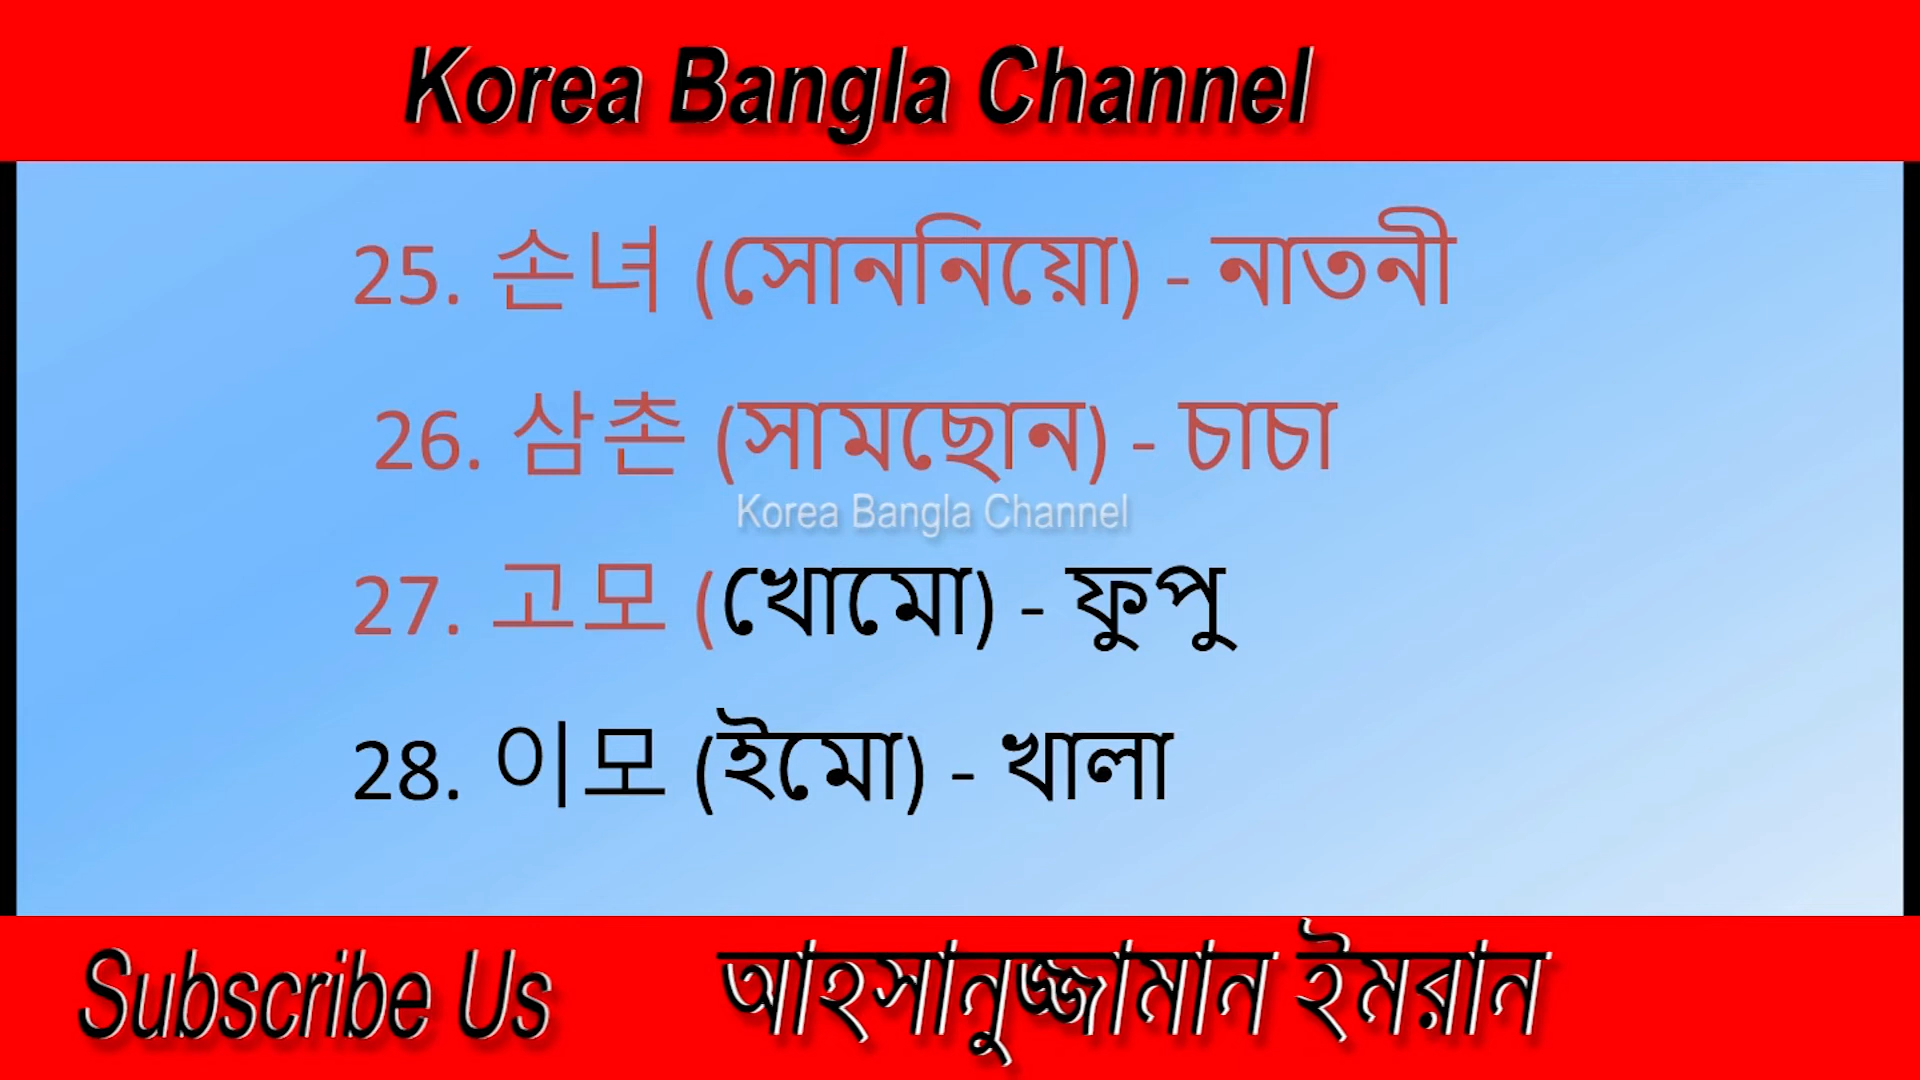 Korea Bangla Channel
25. 손녀 (সোননিয়ো) - নাতনী
26. 삼촌 (সামছোন) - চাচা
Korea Bangla Channel
27. 고모 (খোমো) - ফুপু
28. 이모 (ইমো) - খালা
Subscribe Us
আহসানুজ্জামান ইমরান